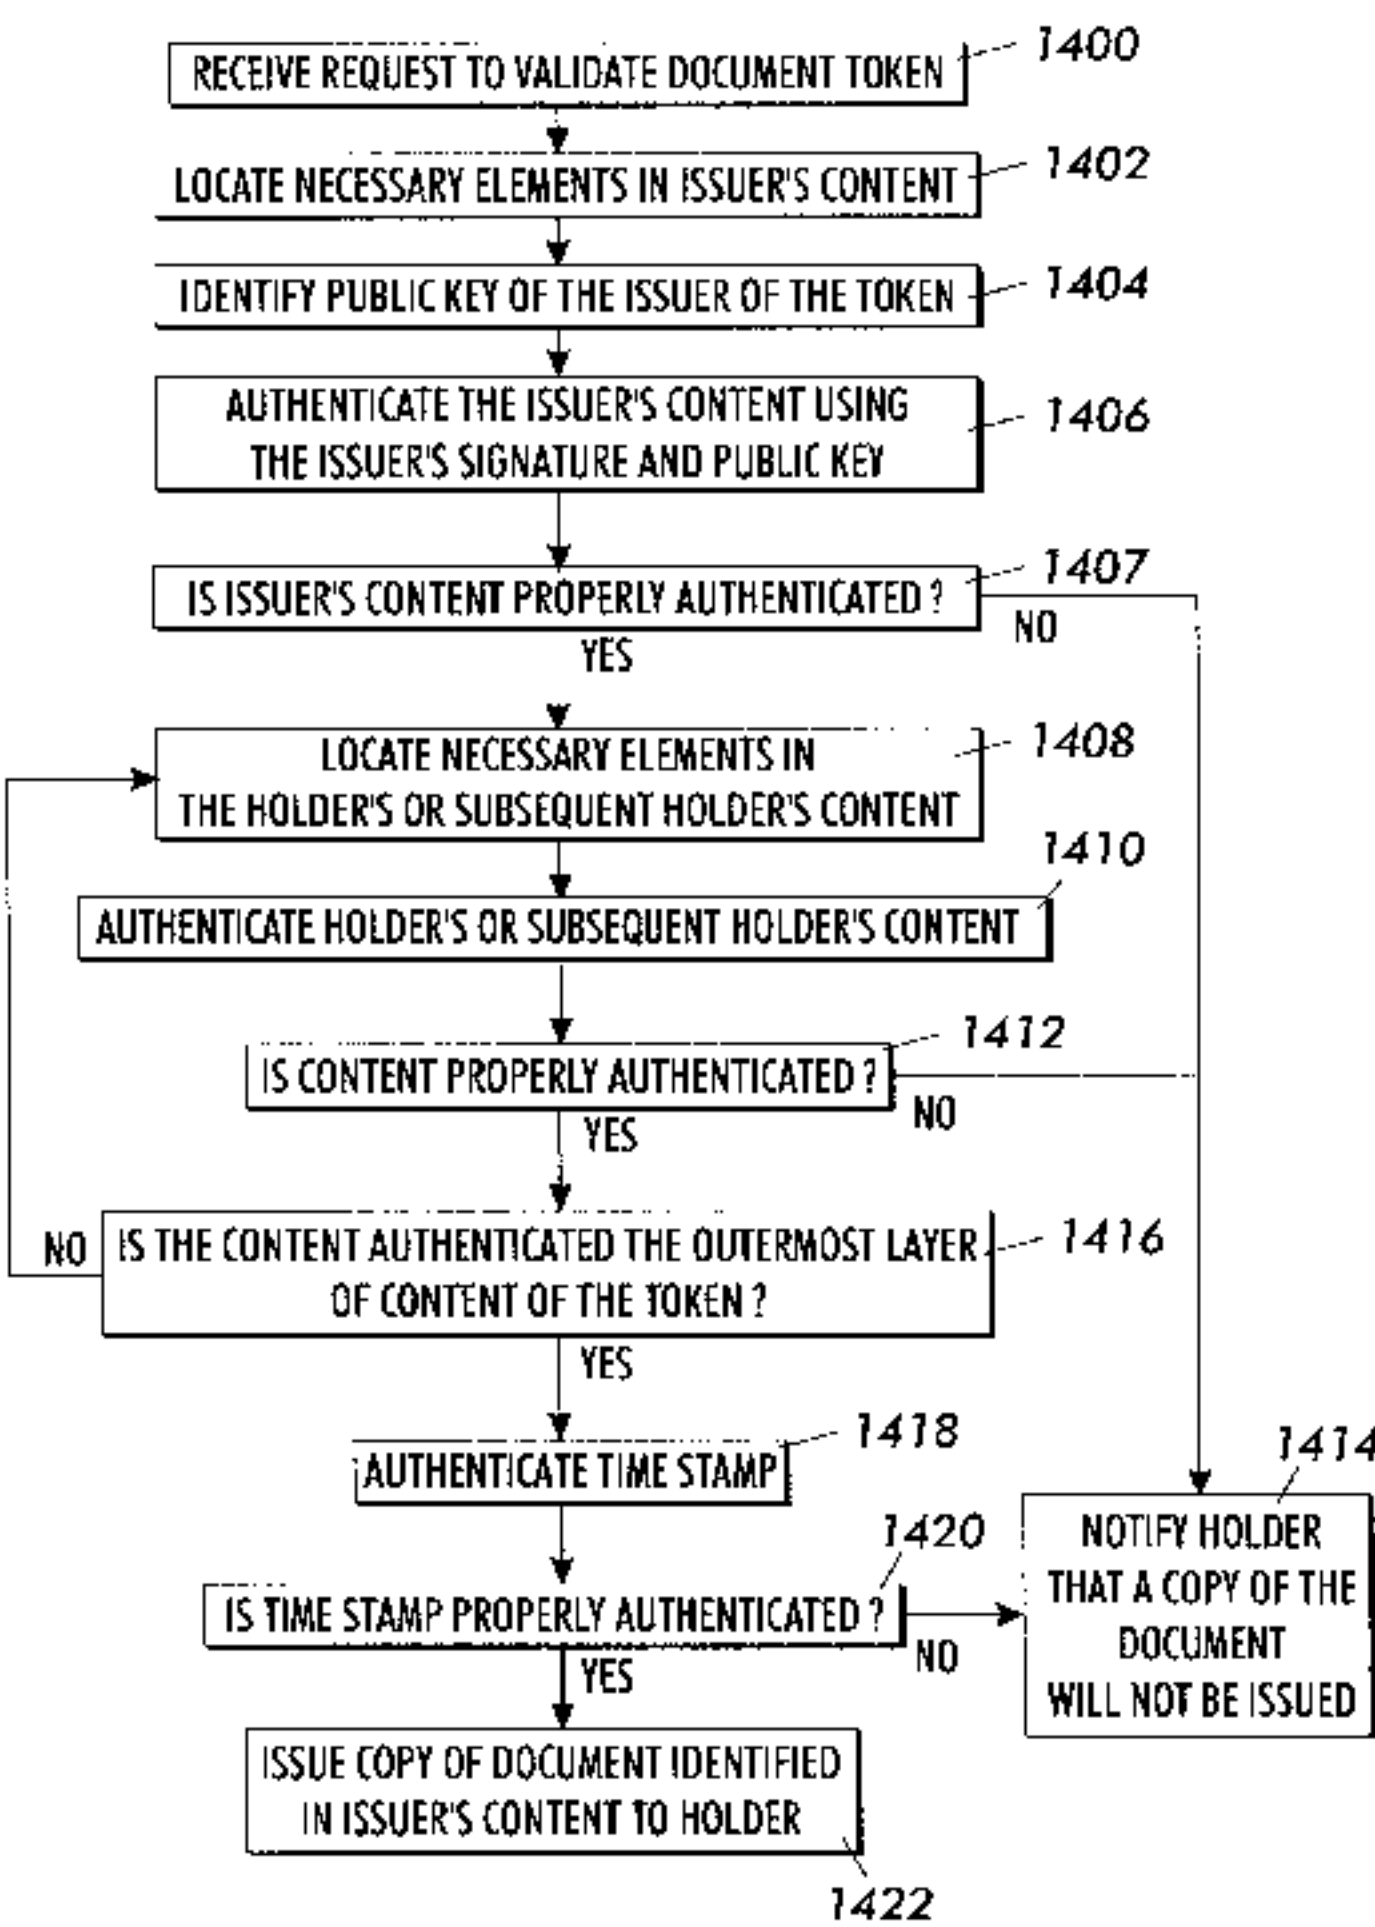 RECEIVE REQUEST TO VALIDATE DOCUMENT TOKEN
1400
LOCATE NECESSARY ELEMENTS IN ISSUER'S CONTENT
1402
IDENTIFY PUBLIC KEY OF THE ISSUER OF THE TOKEN
1404
AUTHENTICATE THE ISSUER'S CONTENT USING
THE ISSUER'S SIGNATURE AND PUBLIC KEY
1406
IS ISSUER'S CONTENT PROPERLY AUTHENTICATED ?
1407
NO
YES
LOCATE NECESSARY ELEMENTS IN
THE HOLDER'S OR SUBSEQUENT HOLDER'S CONTENT
1408
1410
AUTHENTICATE HOLDER'S OR SUBSEQUENT HOLDER'S CONTENT
1412
IS CONTENT PROPERLY AUTHENTICATED ?
NO
YES
NO
IS THE CONTENT AUTHENTICATED THE OUTERMOST LAYER
OF CONTENT OF THE TOKEN ?
1416
YES
1418
AUTHENTICATE TIME STAMP
1420
IS TIME STAMP PROPERLY AUTHENTICATED ?
NO
YES
1414
NOTIFY HOLDER
THAT A COPY OF THE
DOCUMENT
WILL NOT BE ISSUED
ISSUE COPY OF DOCUMENT IDENTIFIED
IN ISSUER'S CONTENT TO HOLDER
1422